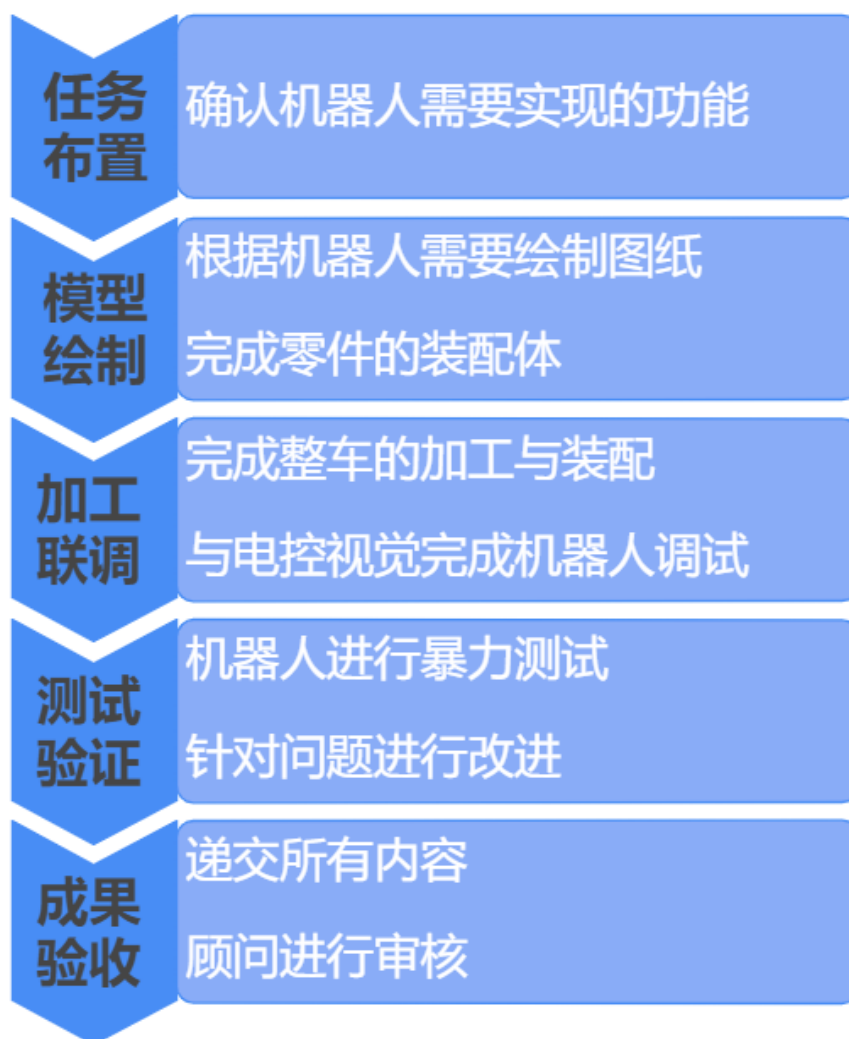 任务
布置
确认机器人需要实现的功能
模型
绘制
根据机器人需要绘制图纸
完成零件的装配体
加工
联调
完成整车的加工与装配
与电控视觉完成机器人调试
测试
验证
机器人进行暴力测试
针对问题进行改进
成果
验收
递交所有内容
顾问进行审核